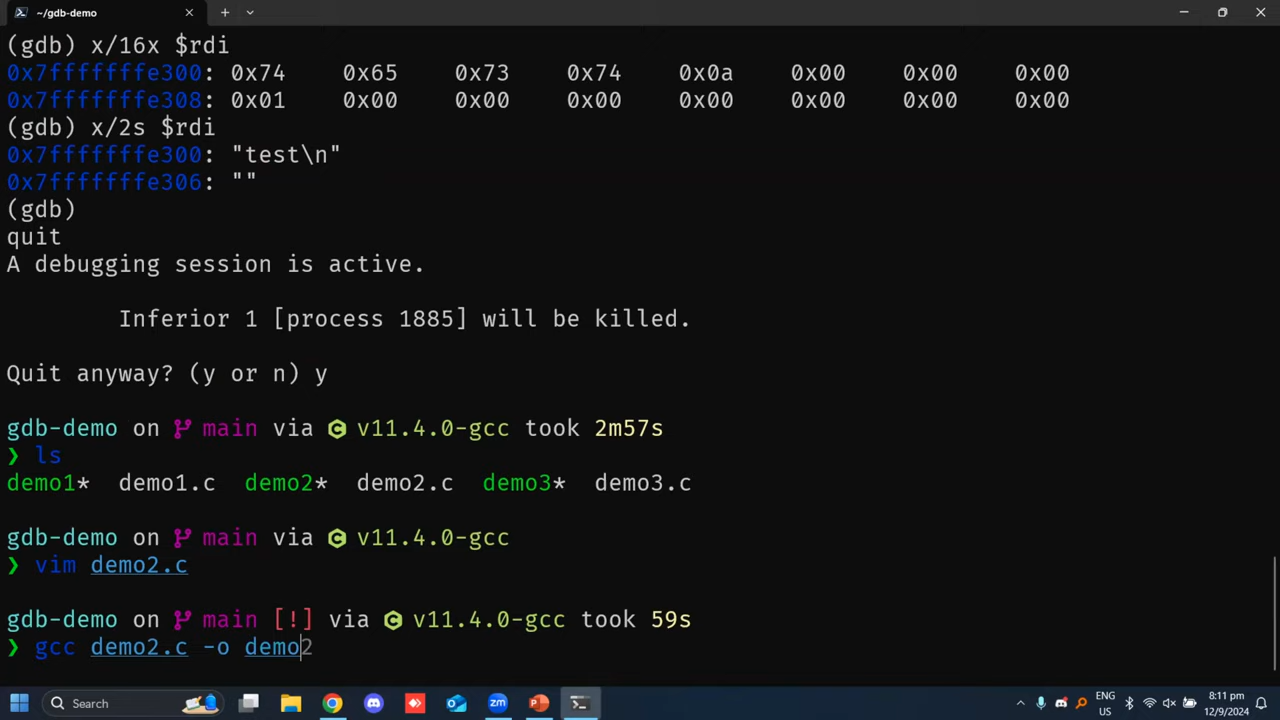 ~/gdb-demo
(gdb) x/16x $rdi
0x7fffffffe300: 0x74 0x65 0x73 0x74 0x0a 0x00 0x00 0x00
0x7fffffffe308: 0x01 0x00 0x00 0x00 0x00 0x00 0x00 0x00
(gdb) x/2s $rdi
0x7fffffffe300: "test\n"
0x7fffffffe306: ""
(gdb)
quit
A debugging session is active.
Inferior 1 [process 1885] will be killed.
Quit anyway? (y or n) y
gdb-demo on main via C v11.4.0-gcc took 2m57s
❯ ls
demo1* demo1.c demo2* demo2.c demo3* demo3.c
gdb-demo on main via C v11.4.0-gcc
❯ vim demo2.c
gdb-demo on main [!] via C v11.4.0-gcc took 59s
❯ gcc demo2.c -o demo2
Search
zm
ENG
US
8:11 pm
12/9/2024